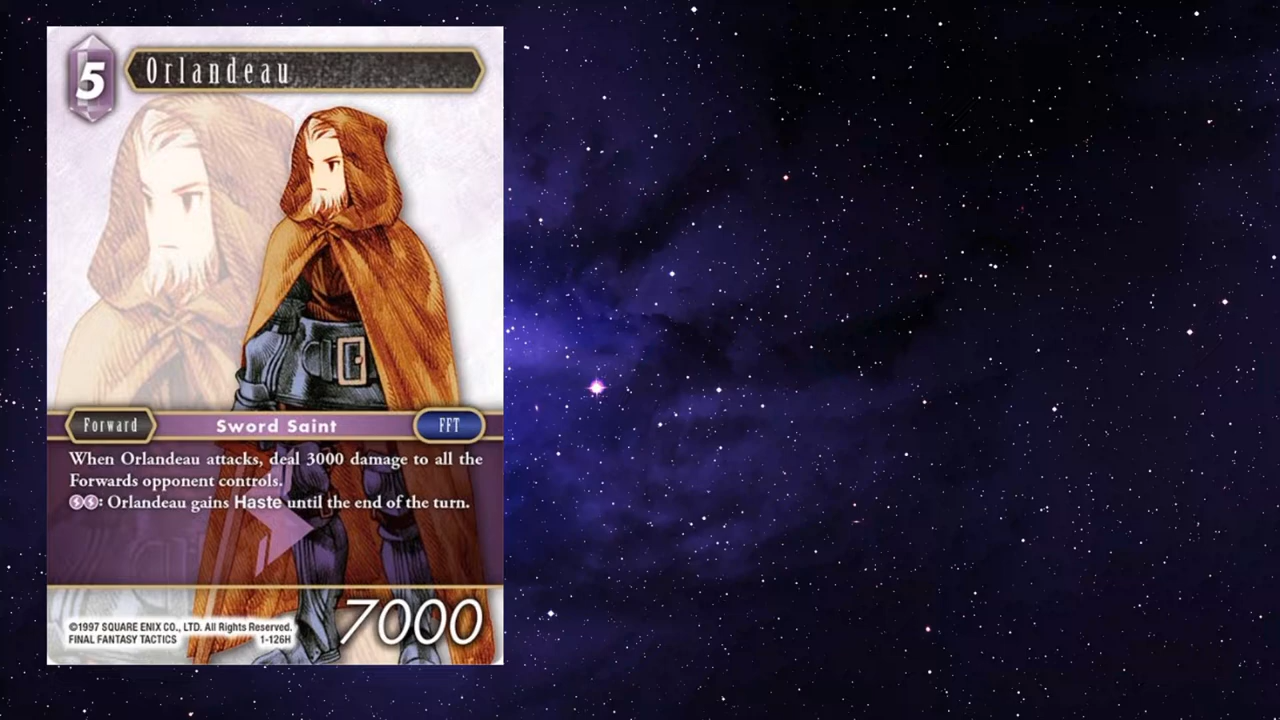 5
Orlandeau
Forward
Sword Saint
FFT
When Orlandeau attacks, deal 3000 damage to all the
Forwards opponent controls.
: Orlandeau gains Haste until the end of the turn.
7000
©1997 SQUARE ENIX CO., LTD. All Rights Reserved.
FINAL FANTASY TACTICS
1-126H